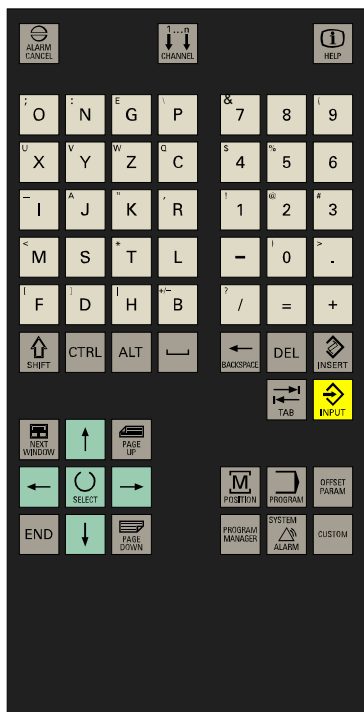 ALARM CANCEL
1...n CHANNEL
i HELP
; O
: N
E G
\ P
& 7
8
( 9
U X
V Y
W Z
Q C
$ 4
% 5
6
_ I
A J
" K
, R
! 1
@ 2
# 3
< M
S
* T
L
-
) 0
> .
[ F
] D
| H
+/- B
? /
=
+
SHIFT
CTRL
ALT
BACKSPACE
DEL
INSERT
TAB
INPUT
NEXT WINDOW
PAGE UP
SELECT
M POSITION
PROGRAM
OFFSET PARAM
END
PAGE DOWN
PROGRAM MANAGER
SYSTEM ALARM
CUSTOM